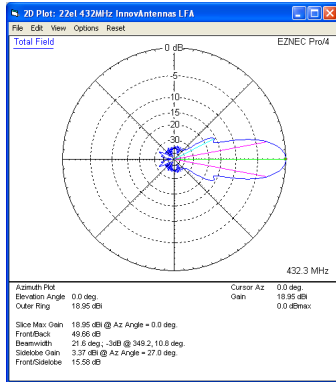 2D Plot: 22el 432MHz InnovAntennas LFA
File Edit View Options Reset
Total Field
EZNEC Pro/4
0 dB
-5
-10
-15
-20
-30
432.3 MHz
Azimuth Plot
Elevation Angle 0.0 deg.
Outer Ring 18.95 dBi
Cursor Az 0.0 deg.
Gain 18.95 dBi
0.0 dBmax
Slice Max Gain 18.95 dBi @ Az Angle = 0.0 deg.
Front/Back 49.66 dB
Beamwidth 21.6 deg.; -3dB @ 349.2, 10.8 deg.
Sidelobe Gain 3.37 dBi @ Az Angle = 27.0 deg.
Front/Sidelobe 15.58 dB